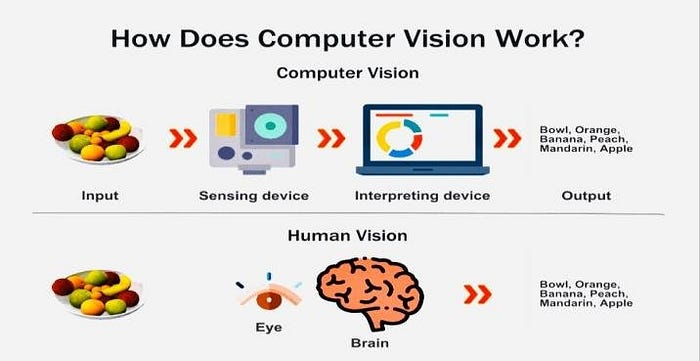 How Does Computer Vision Work?
Computer Vision
Bowl, Orange,
Banana, Peach,
Mandarin, Apple
Input
Sensing device
Interpreting device
Output
Human Vision
Bowl, Orange,
Banana, Peach,
Mandarin, Apple
Eye
Brain